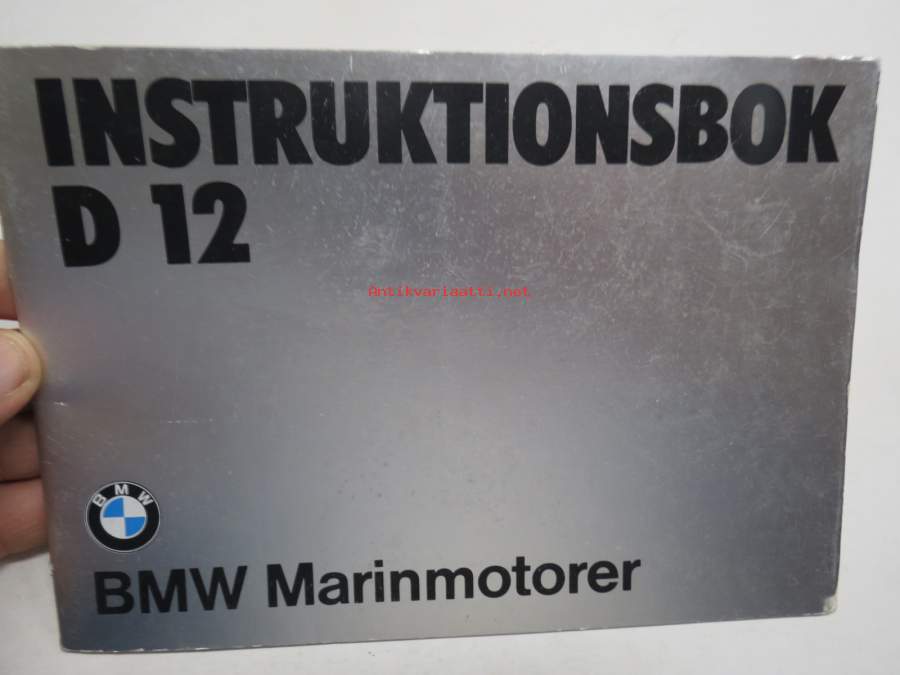 INSTRUKTIONSBOK
D 12
Antikvariaatti.net
BMW
BMW Marinmotorer